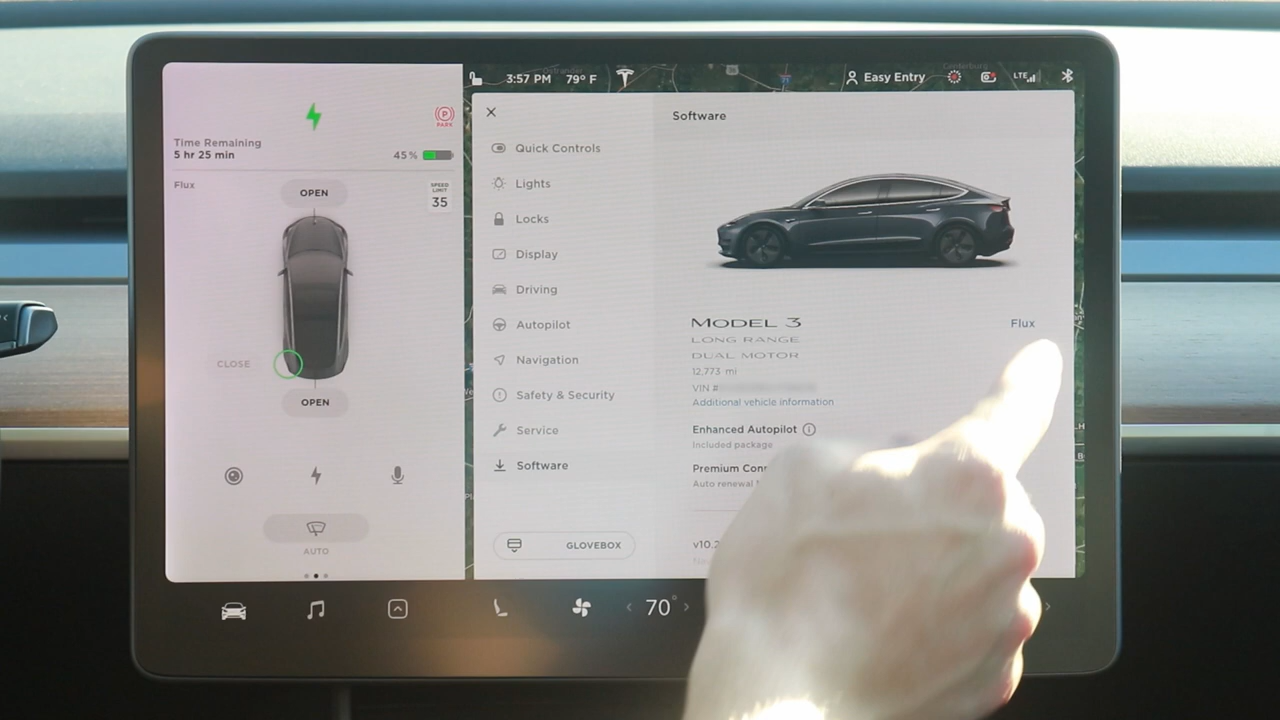 3:57 PM 79° F
Easy Entry
LTE
PARK
Time Remaining
5 hr 25 min
45 %
Flux
SPEED
LIMIT
35
OPEN
CLOSE
OPEN
AUTO
Software
Quick Controls
Lights
Locks
Display
Driving
Autopilot
Navigation
Safety & Security
Service
Software
GLOVEBOX
MODEL 3
Flux
LONG RANGE
DUAL MOTOR
12,773 mi
VIN #
Additional vehicle information
Enhanced Autopilot
Included package
Premium
Auto renewal
70°